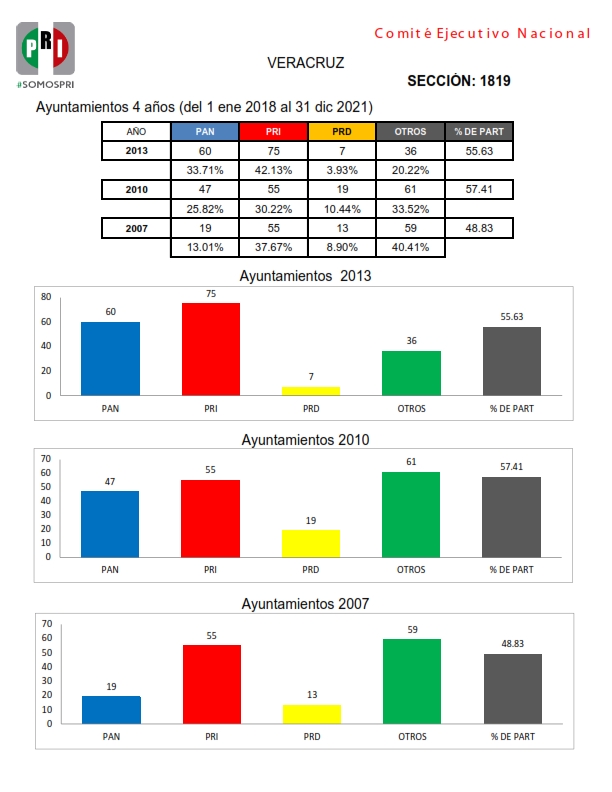 Comité Ejecutivo Nacional
PRI
#SOMOSPRI
VERACRUZ
SECCIÓN: 1819
Ayuntamientos 4 años (del 1 ene 2018 al 31 dic 2021)
AÑO PAN PRI PRD OTROS % DE PART
2013 60 75 7 36 55.63
33.71% 42.13% 3.93% 20.22%
2010 47 55 19 61 57.41
25.82% 30.22% 10.44% 33.52%
2007 19 55 13 59 48.83
13.01% 37.67% 8.90% 40.41%
Ayuntamientos 2013
80
60
40
20
0
60 75 7 36 55.63
PAN PRI PRD OTROS % DE PART
Ayuntamientos 2010
70
60
50
40
30
20
10
0
47 55 19 61 57.41
PAN PRI PRD OTROS % DE PART
Ayuntamientos 2007
70
60
50
40
30
20
10
0
19 55 13 59 48.83
PAN PRI PRD OTROS % DE PART